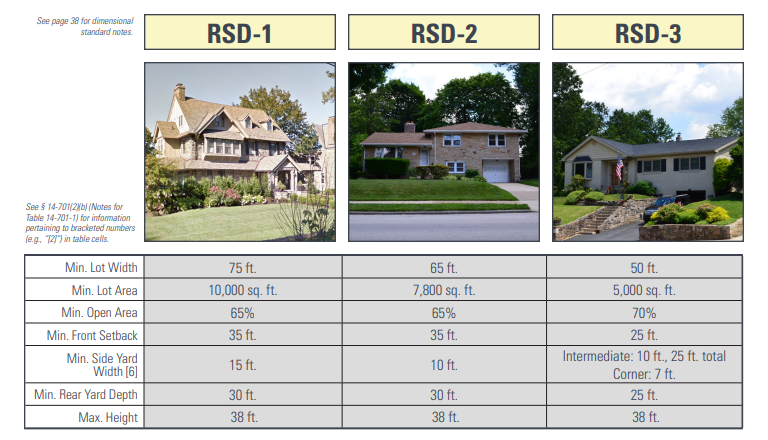 See page 38 for dimensional
standard notes.
RSD-1
RSD-2
RSD-3
See § 14-701(2)(b) (Notes for
Table 14-701-1) for information
pertaining to bracketed numbers
(e.g., "[2]") in table cells.
Min. Lot Width 75 ft. 65 ft. 50 ft.
Min. Lot Area 10,000 sq. ft. 7,800 sq. ft. 5,000 sq. ft.
Min. Open Area 65% 65% 70%
Min. Front Setback 35 ft. 35 ft. 25 ft.
Min. Side Yard
Width [6] 15 ft. 10 ft. Intermediate: 10 ft., 25 ft. total
Corner: 7 ft.
Min. Rear Yard Depth 30 ft. 30 ft. 25 ft.
Max. Height 38 ft. 38 ft. 38 ft.